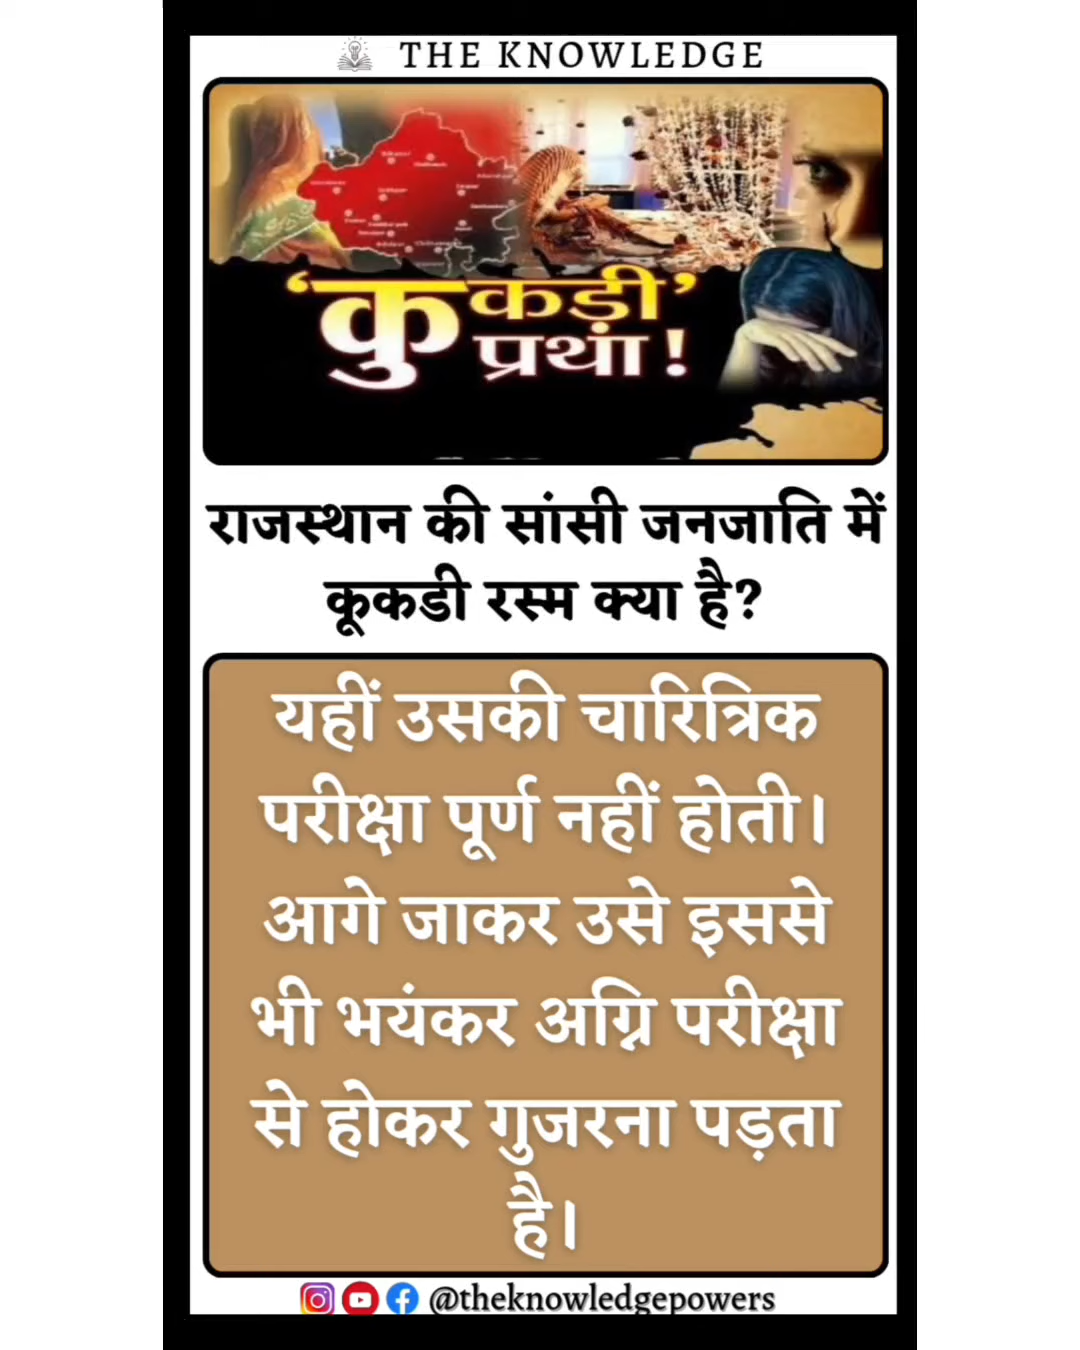 THE KNOWLEDGE
‘कुकड़ी’
प्रथा!
राजस्थान की सांसी जनजाति में
कूकडी रस्म क्या है?
यहीं उसकी चारित्रिक
परीक्षा पूर्ण नहीं होती।
आगे जाकर उसे इससे
भी भयंकर अग्नि परीक्षा
से होकर गुजरना पड़ता
है।
@theknowledgepowers